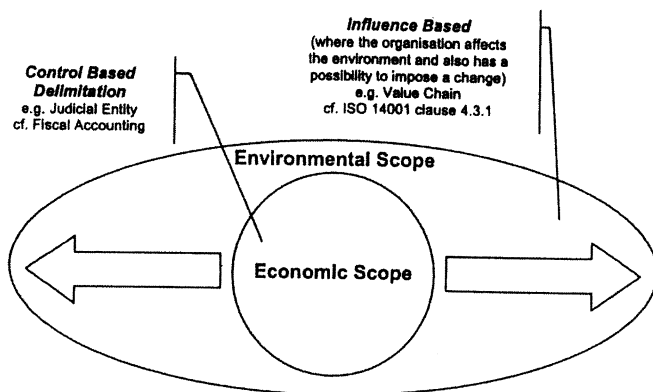 Control Based
Delimitation
e.g. Judicial Entity
cf. Fiscal Accounting
Influence Based
(where the organisation affects
the environment and also has a
possibility to impose a change)
e.g. Value Chain
cf. ISO 14001 clause 4.3.1
Environmental Scope
Economic Scope